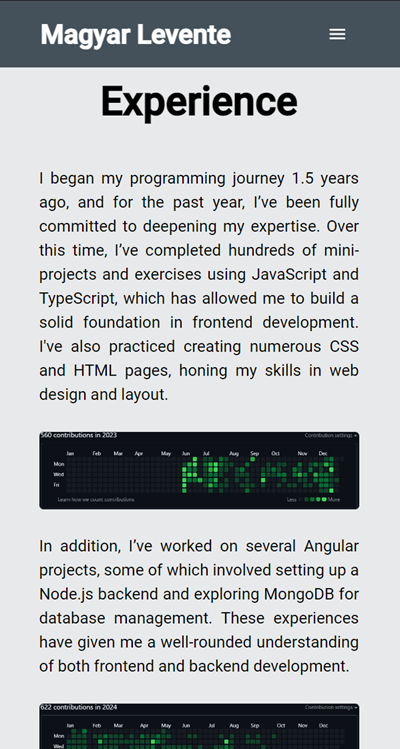 Magyar Levente
Experience
I began my programming journey 1.5 years
ago, and for the past year, I’ve been fully
committed to deepening my expertise. Over
this time, I’ve completed hundreds of mini-
projects and exercises using JavaScript and
TypeScript, which has allowed me to build a
solid foundation in frontend development.
I've also practiced creating numerous CSS
and HTML pages, honing my skills in web
design and layout.
560 contributions in 2023 Contribution settings
Jan Feb Mar Apr May Jun Jul Aug Sep Oct Nov Dec
Mon
Wed
Fri
Learn how we count contributions Less More
In addition, I’ve worked on several Angular
projects, some of which involved setting up a
Node.js backend and exploring MongoDB for
database management. These experiences
have given me a well-rounded understanding
of both frontend and backend development.
622 contributions in 2024 Contribution settings
Jan Feb Mar Apr May Jun Jul Aug Sep Oct Nov Dec
Mon
Wed